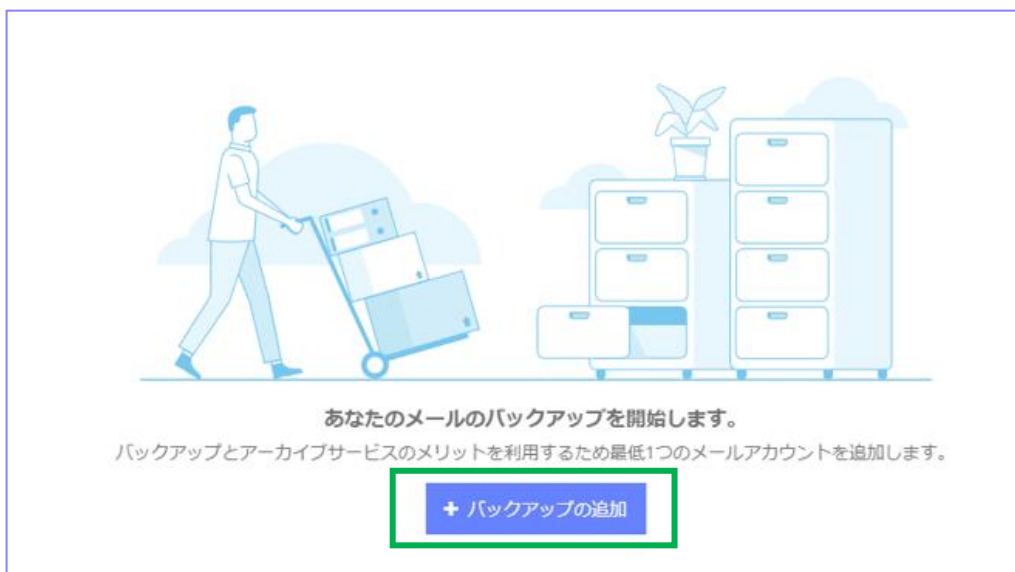 あなたのメールのバックアップを開始します。
バックアップとアーカイブサービスのメリットを利用するため最低1つのメールアカウントを追加します。
+ バックアップの追加